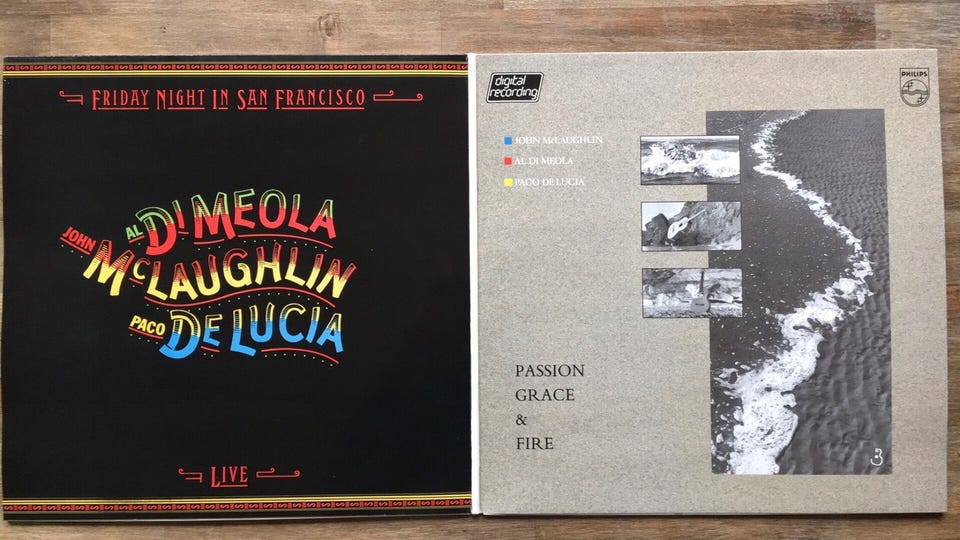 FRIDAY NIGHT IN SAN FRANCISCO
AL DI MEOLA
JOHN MCLAUGHLIN
PACO DE LUCIA
LIVE
digital recording
PHILIPS
JOHN McLAUGHLIN
AL DI MEOLA
PACO DE LUCIA
PASSION
GRACE
&
FIRE
3